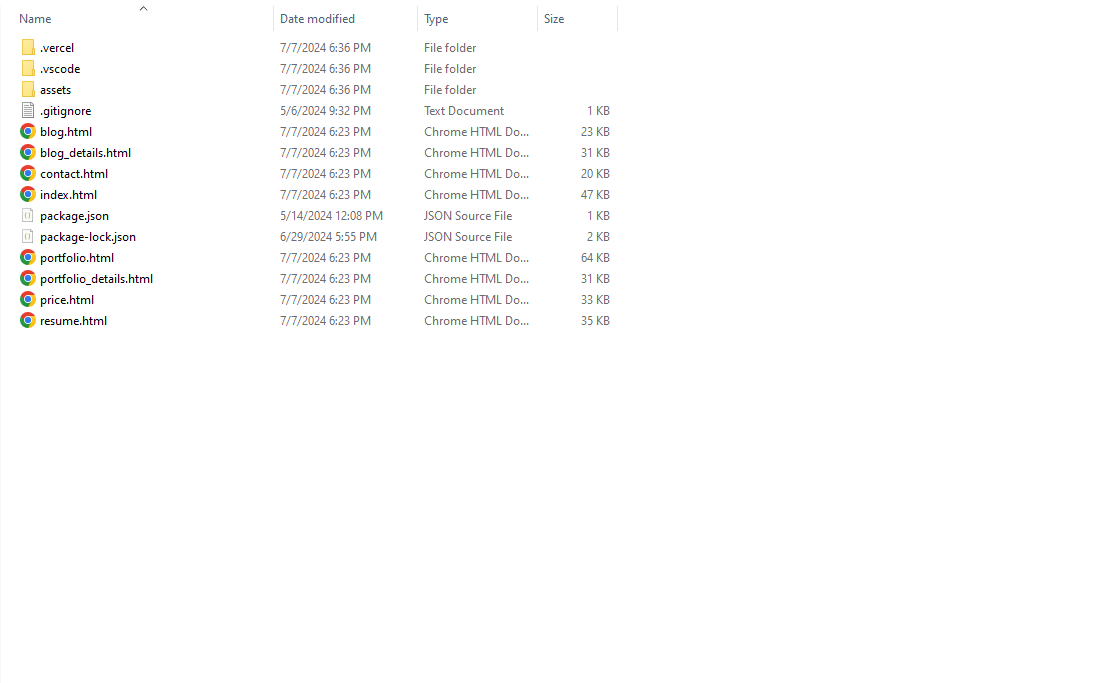 Name Date modified Type Size
.vercel 7/7/2024 6:36 PM File folder
.vscode 7/7/2024 6:36 PM File folder
assets 7/7/2024 6:36 PM File folder
.gitignore 5/6/2024 9:32 PM Text Document 1 KB
blog.html 7/7/2024 6:23 PM Chrome HTML Do... 23 KB
blog_details.html 7/7/2024 6:23 PM Chrome HTML Do... 31 KB
contact.html 7/7/2024 6:23 PM Chrome HTML Do... 20 KB
index.html 7/7/2024 6:23 PM Chrome HTML Do... 47 KB
package.json 5/14/2024 12:08 PM JSON Source File 1 KB
package-lock.json 6/29/2024 5:55 PM JSON Source File 2 KB
portfolio.html 7/7/2024 6:23 PM Chrome HTML Do... 64 KB
portfolio_details.html 7/7/2024 6:23 PM Chrome HTML Do... 31 KB
price.html 7/7/2024 6:23 PM Chrome HTML Do... 33 KB
resume.html 7/7/2024 6:23 PM Chrome HTML Do... 35 KB